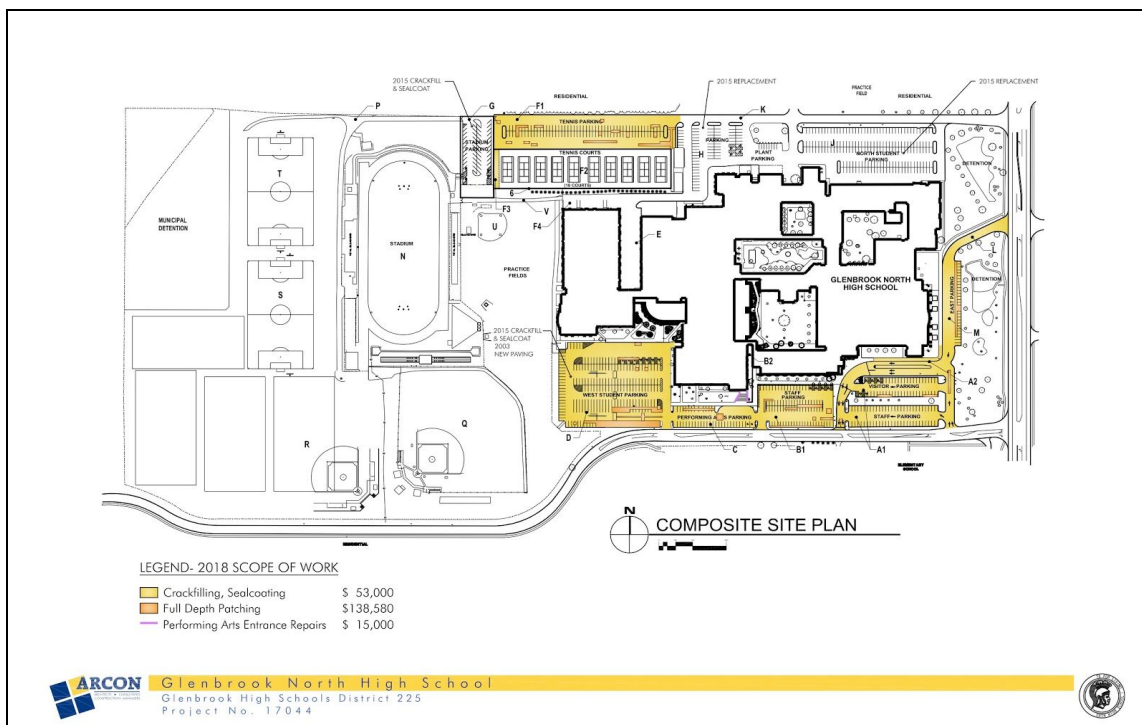 2015 CRACKFILL
& SEALCOAT
2015 REPLACEMENT
2015 REPLACEMENT
PRACTICE
FIELD
RESIDENTIAL
RESIDENTIAL
P
G
F1
K
TENNIS PARKING
STADIUM
PARKING
PARKING
H
PLANT
PARKING
J
NORTH STUDENT
PARKING
DETENTION
TENNIS COURTS
F2
(10 COURTS)
6
T
F3
V
F4
U
E
MUNICIPAL
DETENTION
STADIUM
N
PRACTICE
FIELDS
GLENBROOK NORTH
HIGH SCHOOL
L
DETENTION
EAST PARKING
M
S
2015 CRACKFILL
& SEALCOAT
2003
NEW PAVING
B2
A2
VISITOR PARKING
WEST STUDENT PARKING
STAFF
PARKING
PERFORMING ARTS PARKING
STAFF PARKING
R
Q
D
C
B1
A1
ELEMENTARY
SCHOOL
RESIDENTIAL
N
COMPOSITE SITE PLAN
LEGEND- 2018 SCOPE OF WORK
Crackfilling, Sealcoating $ 53,000
Full Depth Patching $138,580
Performing Arts Entrance Repairs $ 15,000
ARCON
Glenbrook North High School
Glenbrook High Schools District 225
Project No. 17044